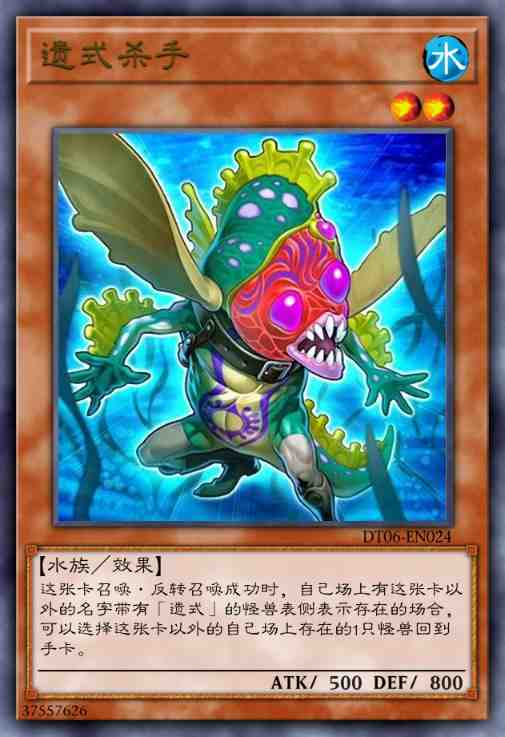 遗式杀手
水
DT06-EN024
【水族／效果】
这张卡召唤·反转召唤成功时，自己场上有这张卡以
外的名字带有「遗式」的怪兽表侧表示存在的场合，
可以选择这张卡以外的自己场上存在的1只怪兽回到
手卡。
ATK/ 500 DEF/ 800
37557626